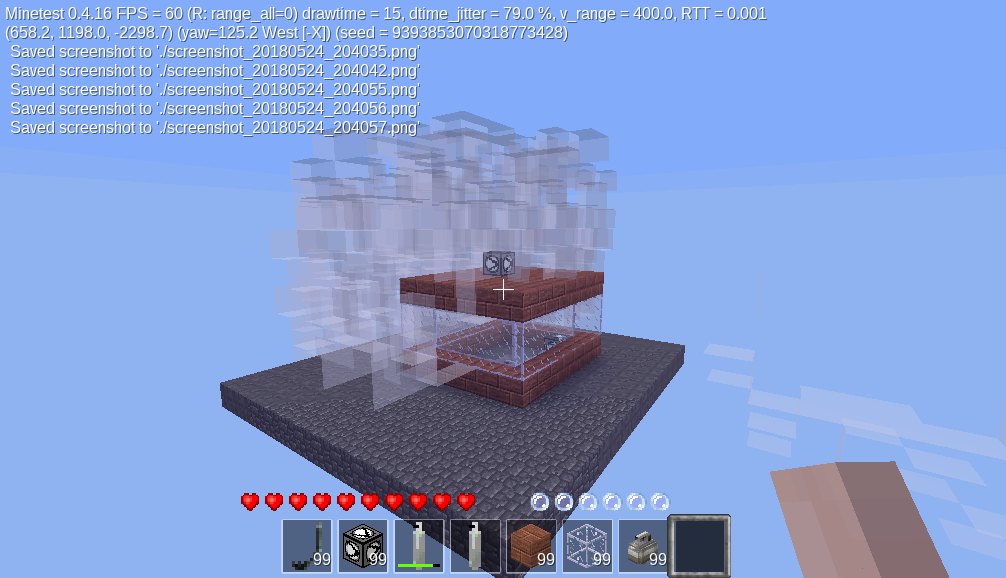 Minetest 0.4.16 FPS = 60 (R: range_all=0) drawtime = 15, dtime_jitter = 79.0 %, v_range = 400.0, RTT = 0.001
(658.2, 1198.0, -2298.7) (yaw=125.2 West [-X]) (seed = 9393853070318773428)
Saved screenshot to './screenshot_20180524_204035.png'
Saved screenshot to './screenshot_20180524_204042.png'
Saved screenshot to './screenshot_20180524_204055.png'
Saved screenshot to './screenshot_20180524_204056.png'
Saved screenshot to './screenshot_20180524_204057.png'
99 99 99 99 99